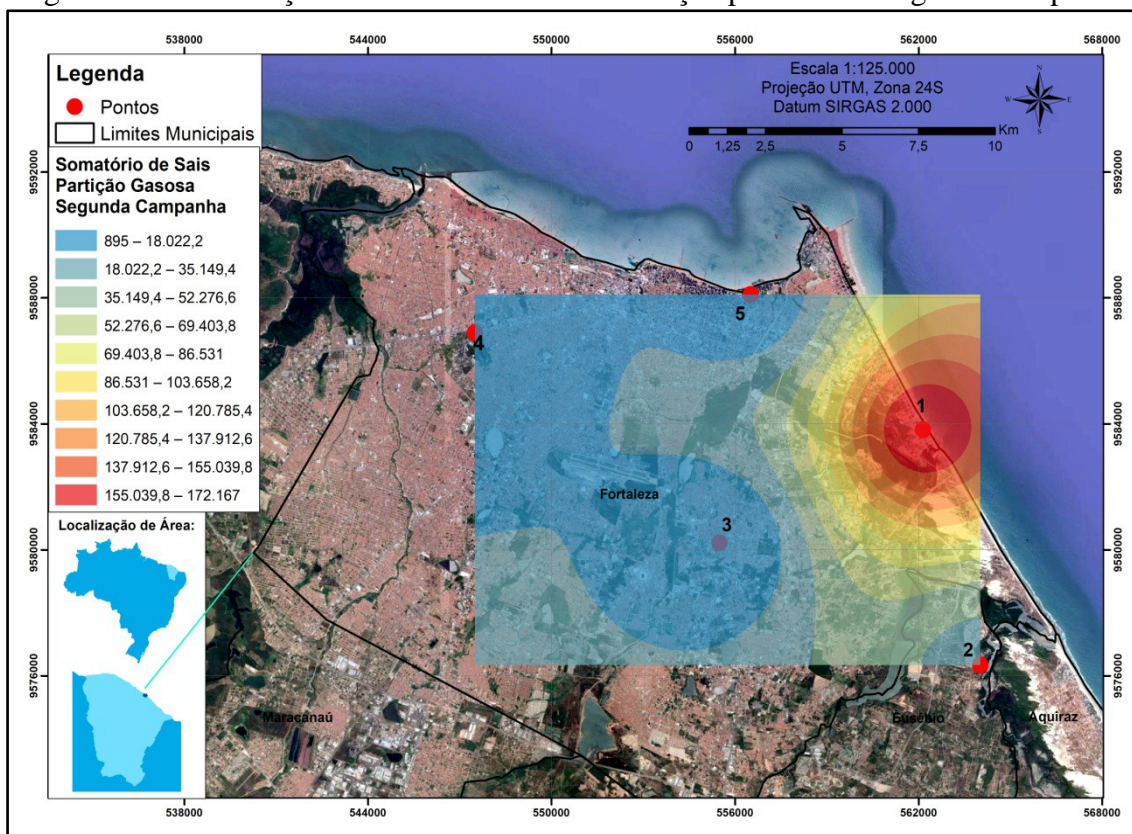 538000 544000 550000 556000 562000 568000
Legenda
Pontos
Limites Municipais
Somatório de Sais
Partição Gasosa
Segunda Campanha
895 – 18.022,2
18.022,2 – 35.149,4
35.149,4 – 52.276,6
52.276,6 – 69.403,8
69.403,8 – 86.531
86.531 – 103.658,2
103.658,2 – 120.785,4
120.785,4 – 137.912,6
137.912,6 – 155.039,8
155.039,8 – 172.167
Localização de Área:
Escala 1:125.000
Projeção UTM, Zona 24S
Datum SIRGAS 2.000
N
W E
S
Km
0 1,25 2,5 5 7,5 10
9592000 9592000
9588000 9588000
9584000 9584000
9580000 9580000
9576000 9576000
5
4
1
Fortaleza
3
2
Maracanaú
Eusébio
Aquiraz
538000 544000 550000 556000 562000 568000